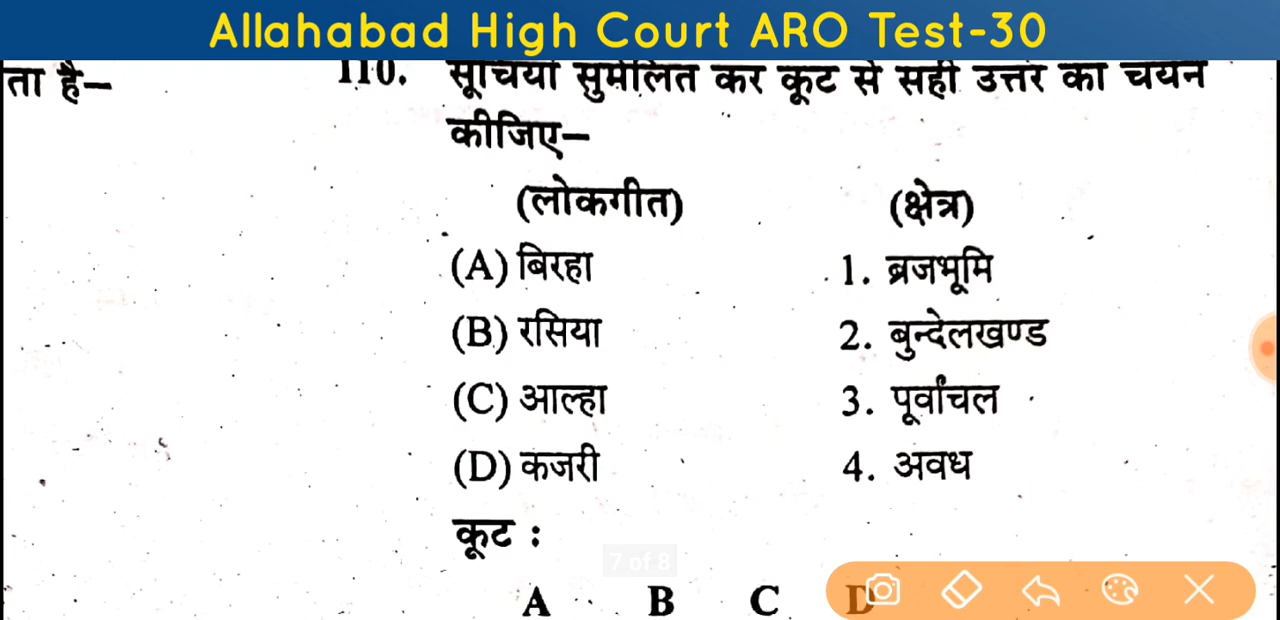 Allahabad High Court ARO Test-30
ता है—
110. सूचियों सुमेलित कर कूट से सही उत्तर का चयन
कीजिए—
(लोकगीत) (क्षेत्र)
(A) बिरहा 1. ब्रजभूमि
(B) रसिया 2. बुन्देलखण्ड
(C) आल्हा 3. पूर्वांचल
(D) कजरी 4. अवध
कूट :
7 of 8
A B C D